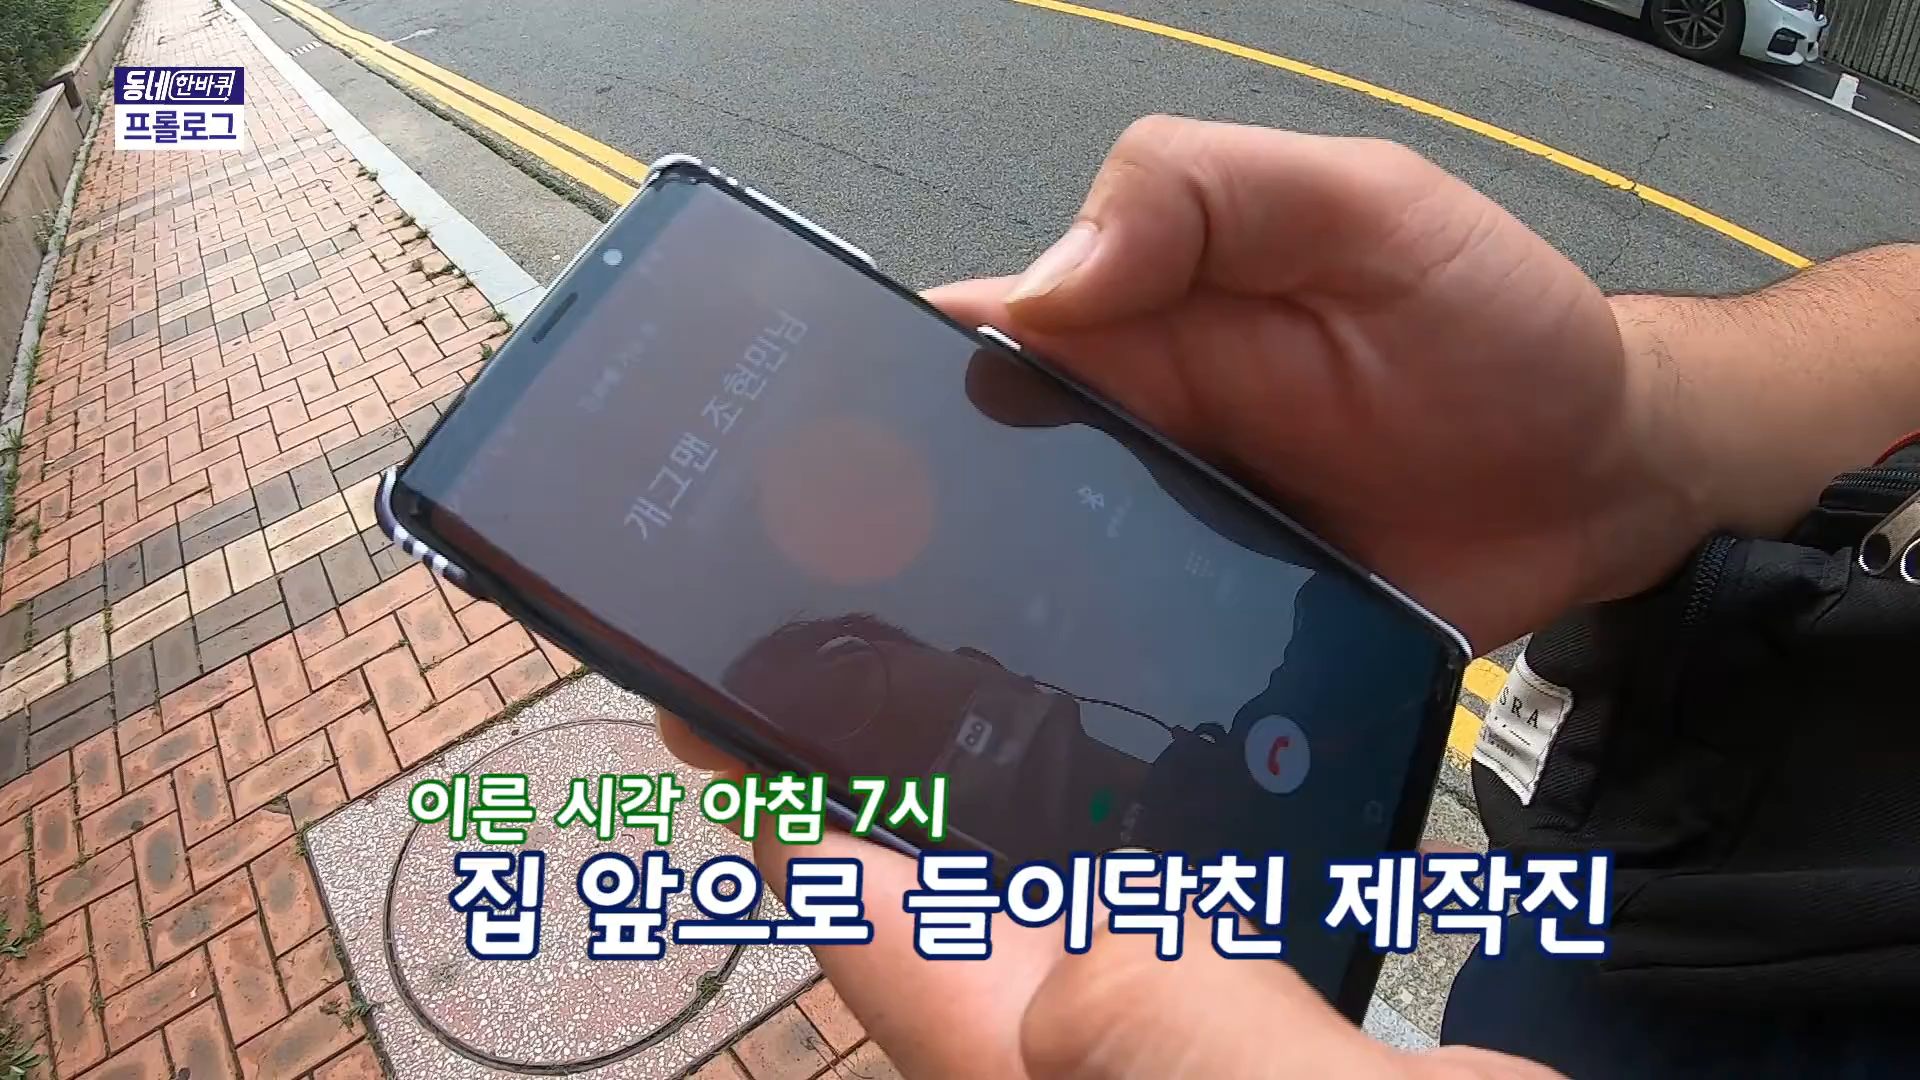 동네한바퀴
프롤로그
개그맨 조현민님
SRA
이른 시각 아침 7시
집 앞으로 들이닥친 제작진